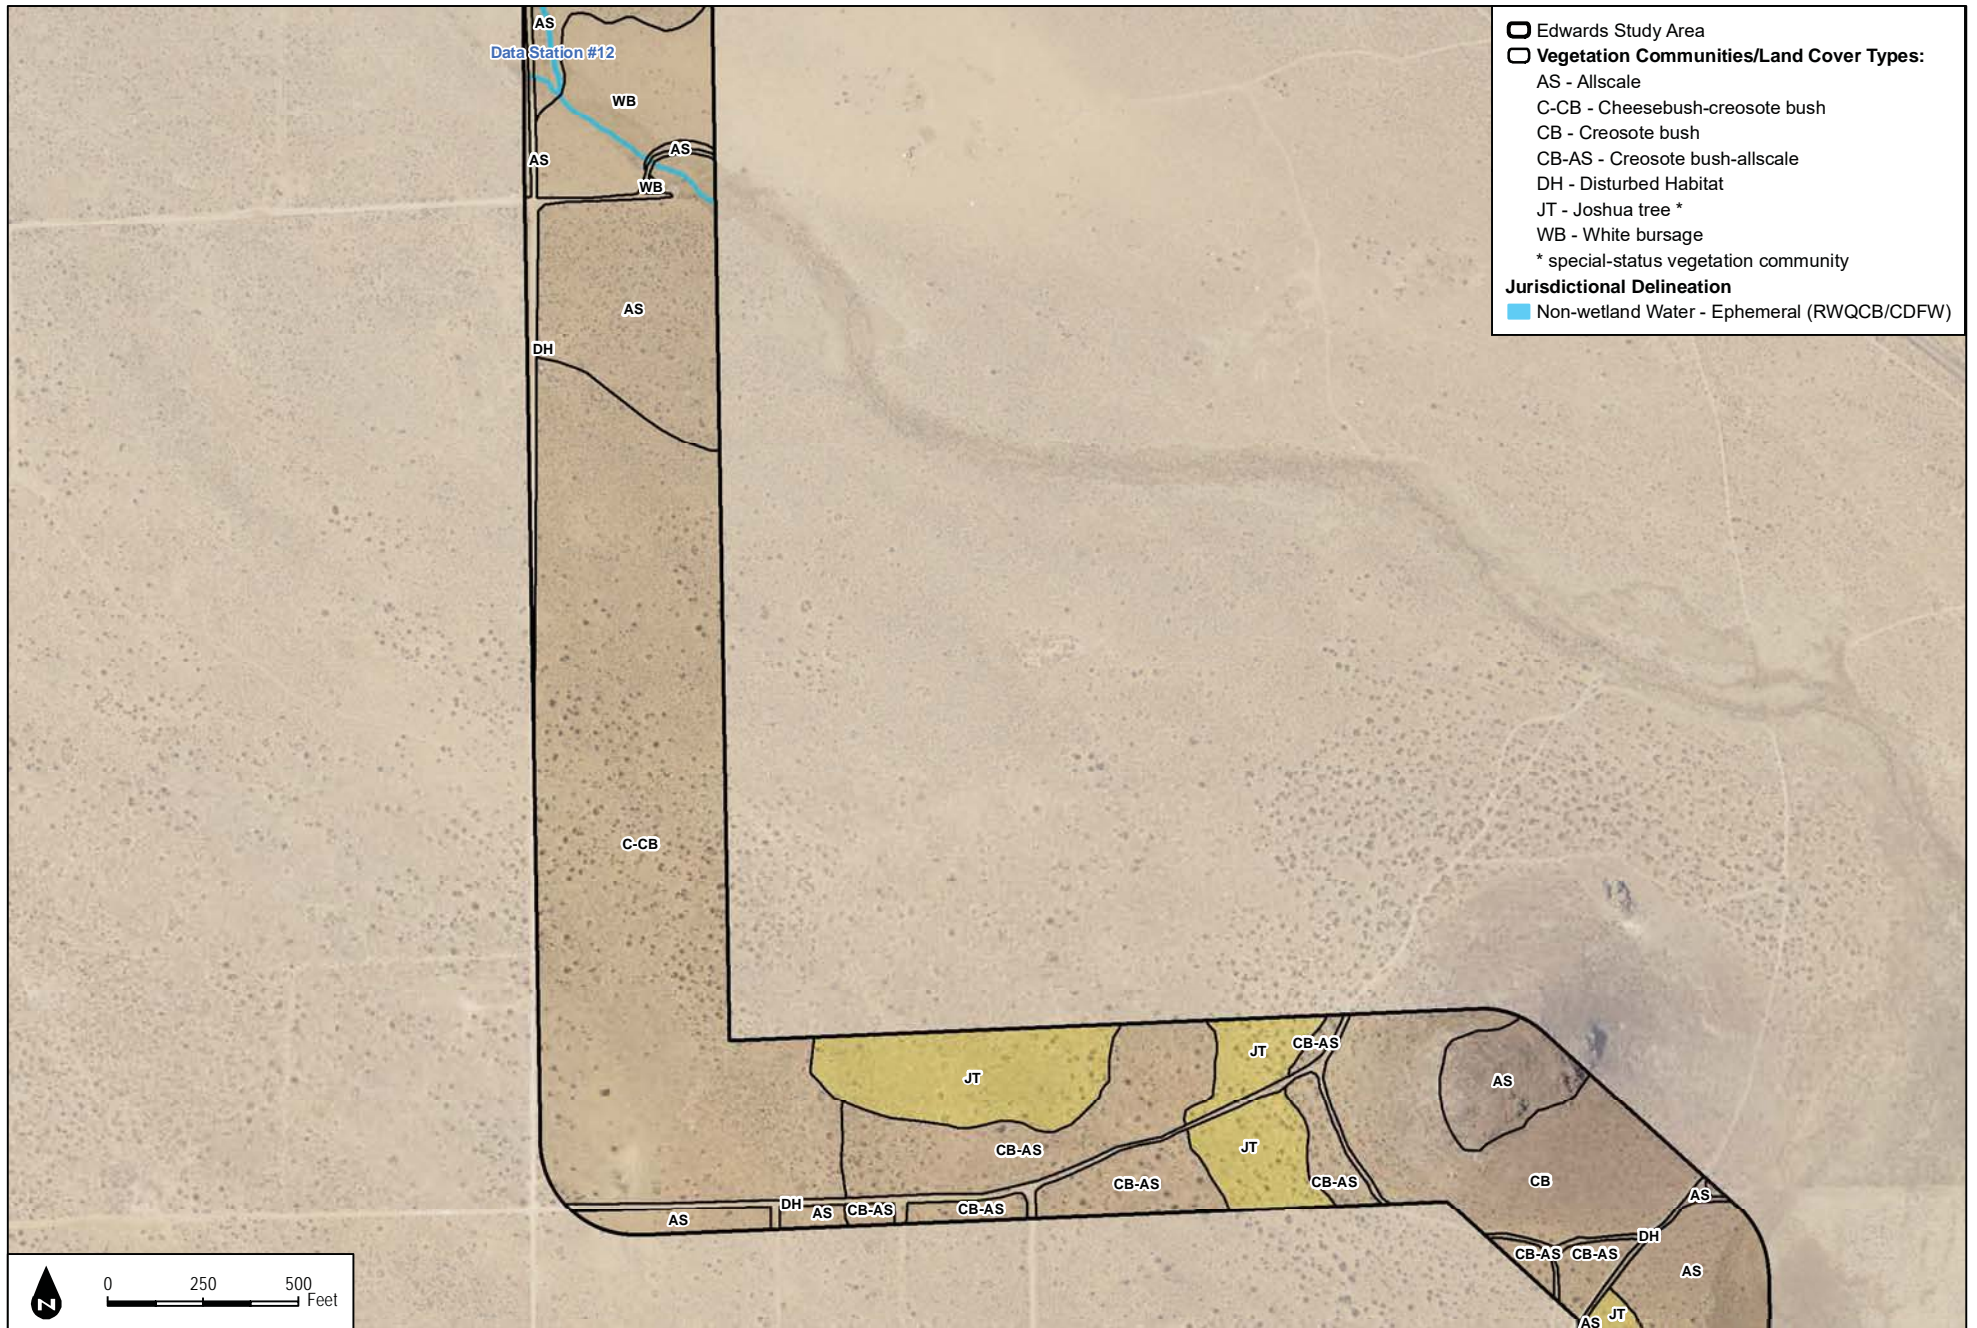 AS
Data Station #12
WB
AS
AS
WB
AS
DH
C-CB
JT
JT
CB-AS
AS
JT
CB-AS
CB-AS
CB-AS
CB
DH
AS
AS
CB-AS
CB-AS
AS
AS
DH
CB-AS
CB-AS
AS
JT
AS
Edwards Study Area
Vegetation Communities/Land Cover Types:
AS - Allscale
C-CB - Cheesebush-creosote bush
CB - Creosote bush
CB-AS - Creosote bush-allscale
DH - Disturbed Habitat
JT - Joshua tree *
WB - White bursage
* special-status vegetation community
Jurisdictional Delineation
Non-wetland Water - Ephemeral (RWQCB/CDFW)
N
0 250 500
Feet